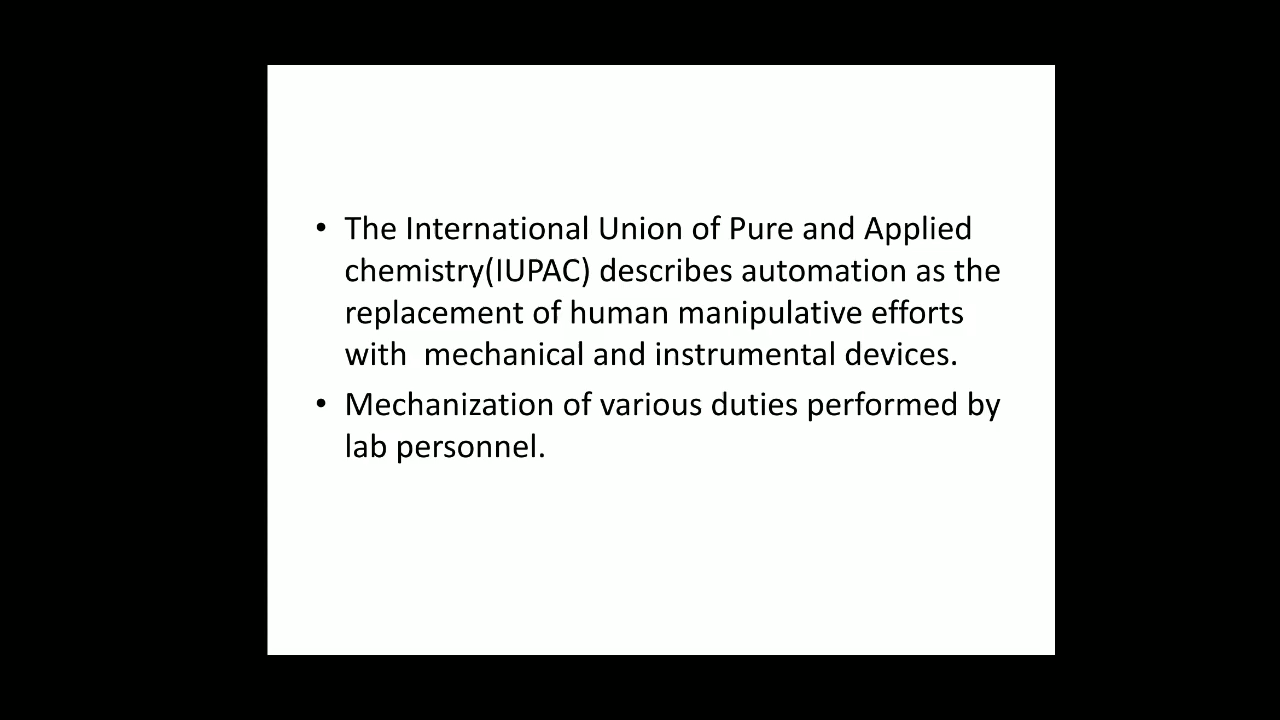 • The International Union of Pure and Applied
chemistry(IUPAC) describes automation as the
replacement of human manipulative efforts
with  mechanical and instrumental devices.
• Mechanization of various duties performed by
lab personnel.